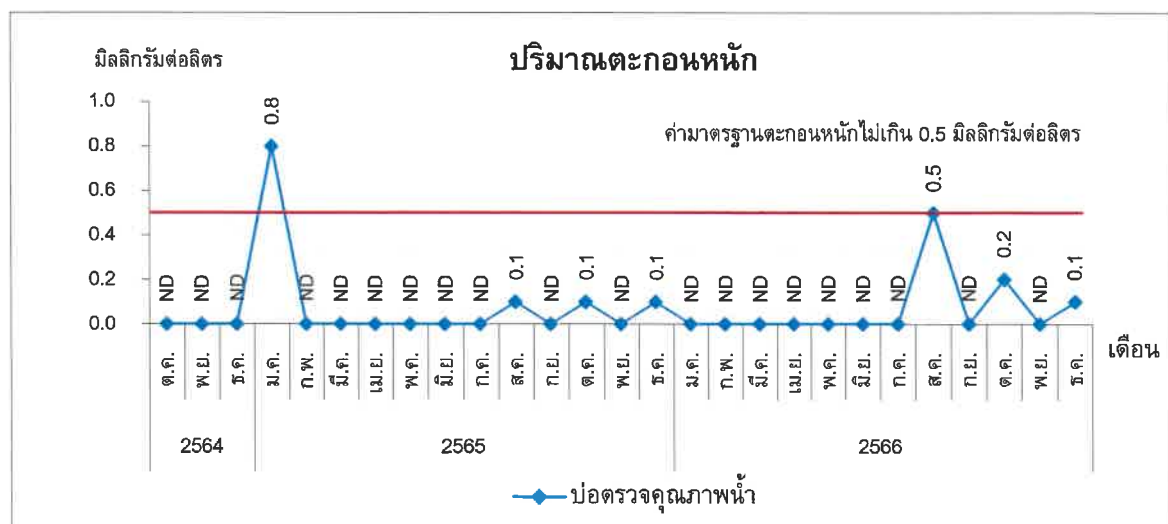 ปริมาณตะกอนหนัก
มิลลิกรัมต่อลิตร
ค่ามาตรฐานตะกอนหนักไม่เกิน 0.5 มิลลิกรัมต่อลิตร
1.0
0.8
0.6
0.4
0.2
0.0
ND ND ND 0.8 ND ND ND ND ND ND 0.1 ND 0.1 ND 0.1 ND ND ND ND ND ND ND 0.5 ND 0.2 ND 0.1
ต.ค. พ.ย. ธ.ค. ม.ค. ก.พ. มี.ค. เม.ย. พ.ค. มิ.ย. ก.ค. ส.ค. ก.ย. ต.ค. พ.ย. ธ.ค. ม.ค. ก.พ. มี.ค. เม.ย. พ.ค. มิ.ย. ก.ค. ส.ค. ก.ย. ต.ค. พ.ย. ธ.ค.
เดือน
2564 2565 2566
บ่อตรวจคุณภาพน้ำ